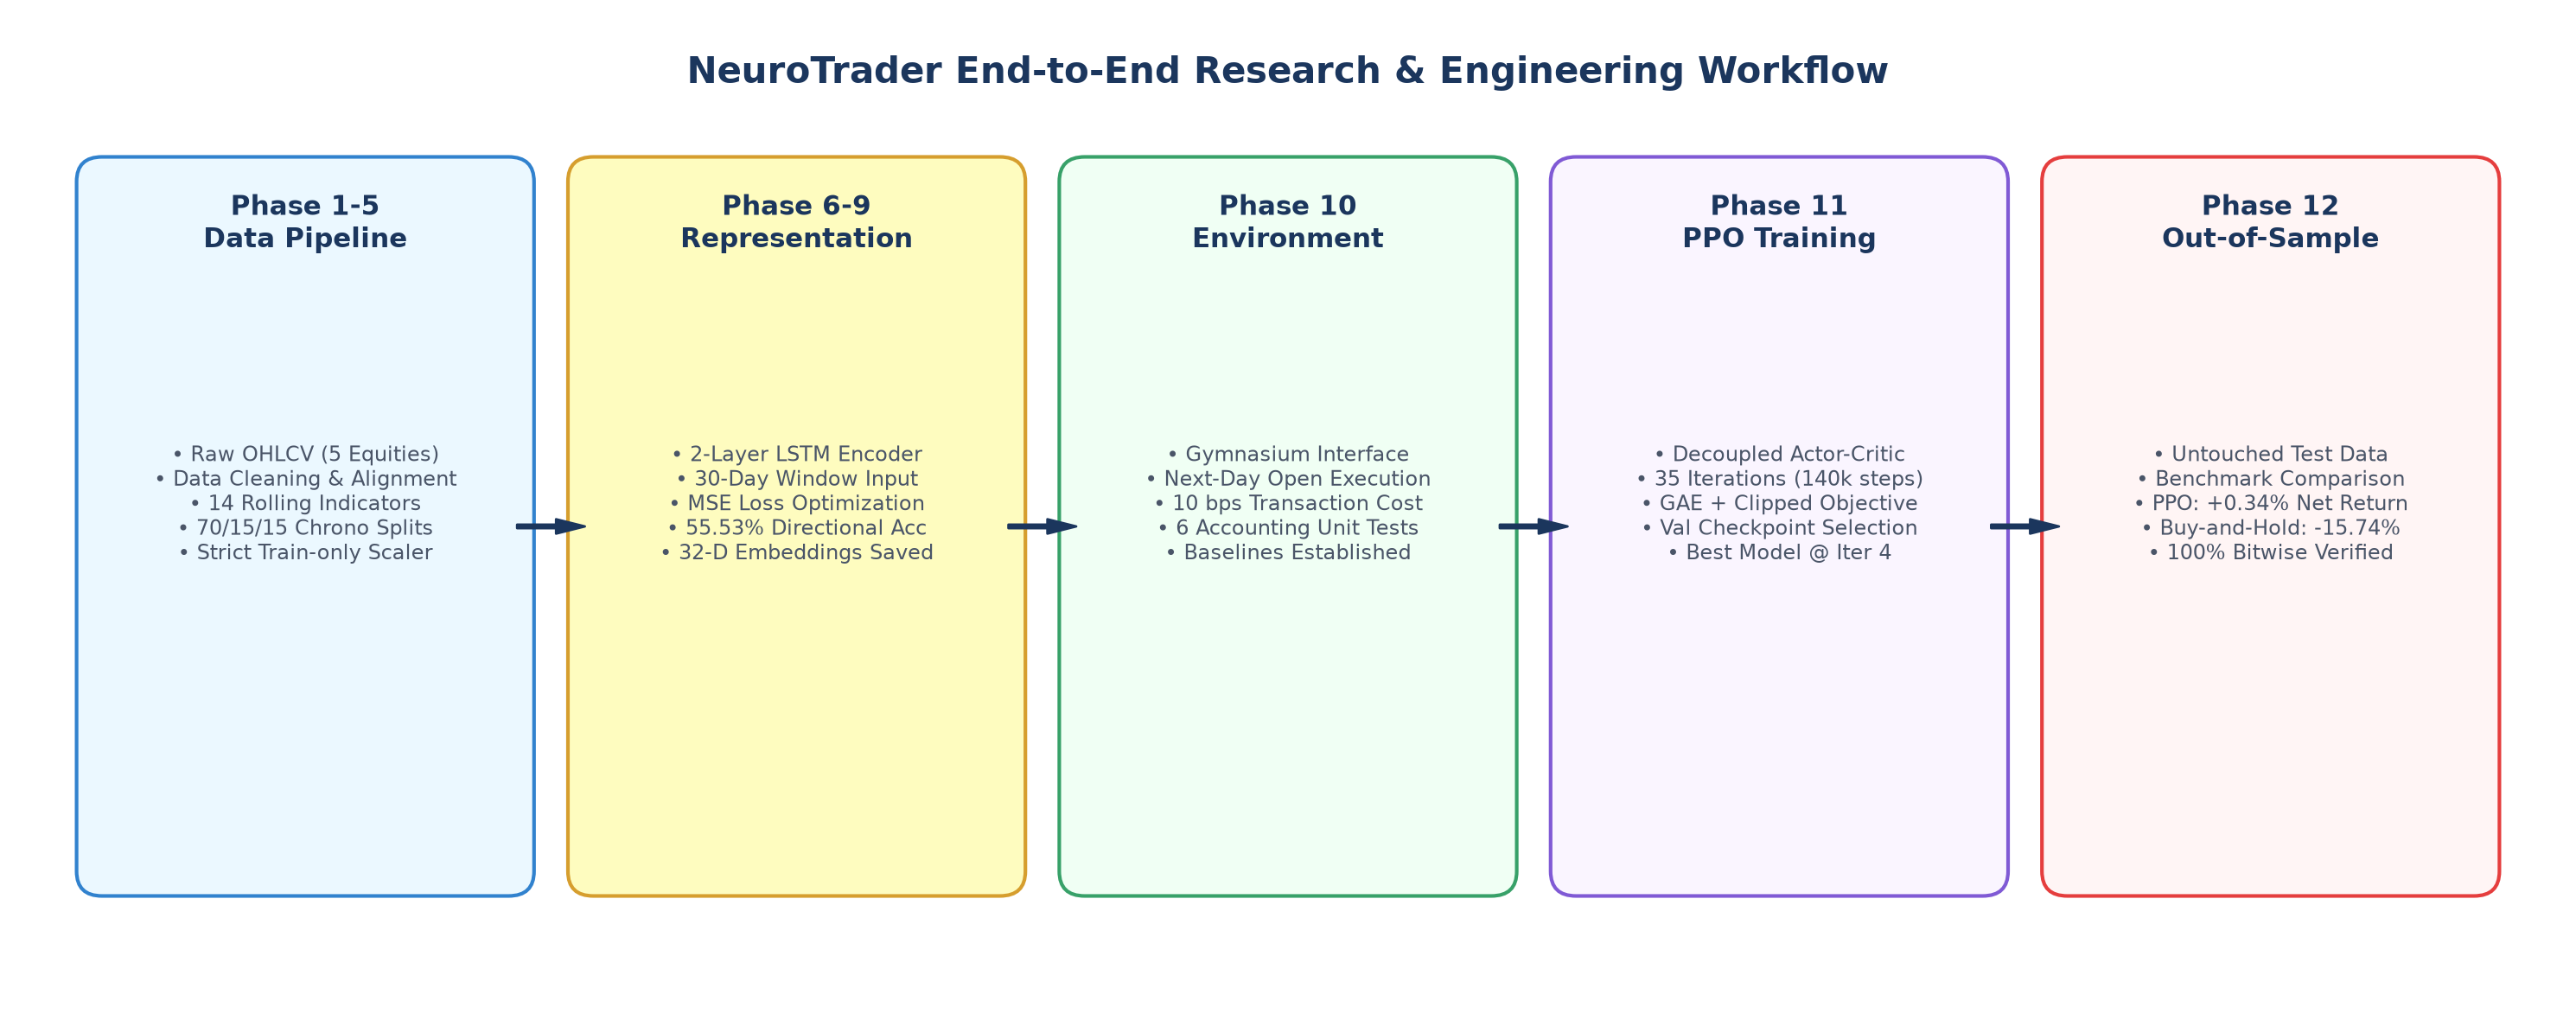 NeuroTrader End-to-End Research & Engineering Workflow
Phase 1-5
Data Pipeline
• Raw OHLCV (5 Equities)
• Data Cleaning & Alignment
• 14 Rolling Indicators
• 70/15/15 Chrono Splits
• Strict Train-only Scaler
Phase 6-9
Representation
• 2-Layer LSTM Encoder
• 30-Day Window Input
• MSE Loss Optimization
• 55.53% Directional Acc
• 32-D Embeddings Saved
Phase 10
Environment
• Gymnasium Interface
• Next-Day Open Execution
• 10 bps Transaction Cost
• 6 Accounting Unit Tests
• Baselines Established
Phase 11
PPO Training
• Decoupled Actor-Critic
• 35 Iterations (140k steps)
• GAE + Clipped Objective
• Val Checkpoint Selection
• Best Model @ Iter 4
Phase 12
Out-of-Sample
• Untouched Test Data
• Benchmark Comparison
• PPO: +0.34% Net Return
• Buy-and-Hold: -15.74%
• 100% Bitwise Verified